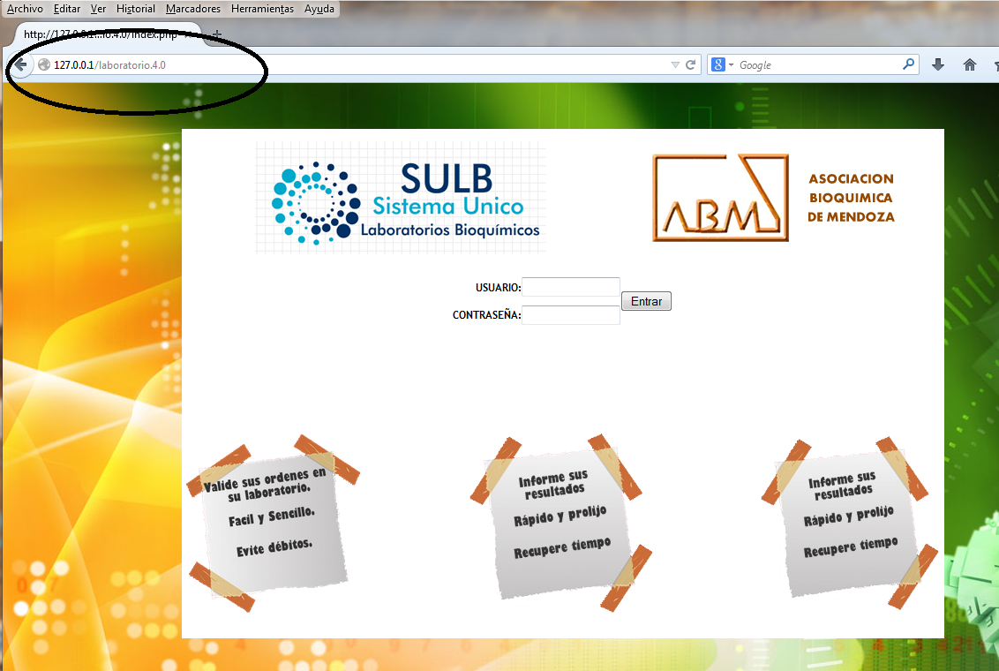 Archivo Editar Ver Historial Marcadores Herramientas Ayuda
http://127.0.0.1/...io.4.0/index.php
127.0.0.1/laboratorio.4.0
Google
SULB
Sistema Unico
Laboratorios Bioquímicos
ABM
ASOCIACION
BIOQUIMICA
DE MENDOZA
USUARIO:
Entrar
CONTRASEÑA:
Valide sus ordenes en
su laboratorio.
Facil y Sencillo.
Evite débitos.
Informe sus
resultados
Rápido y prolijo
Recupere tiempo
Informe sus
resultados
Rápido y prolijo
Recupere tiempo